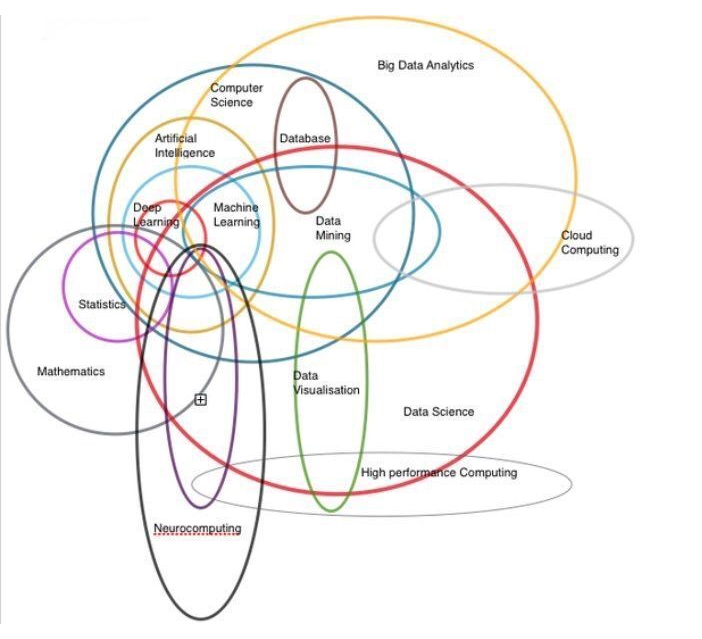 Big Data Analytics
Computer
Science
Database
Artificial
Intelligence
Deep
Learning
Machine
Learning
Data
Mining
Cloud
Computing
Statistics
Mathematics
Data
Visualisation
Data Science
High performance Computing
Neurocomputing